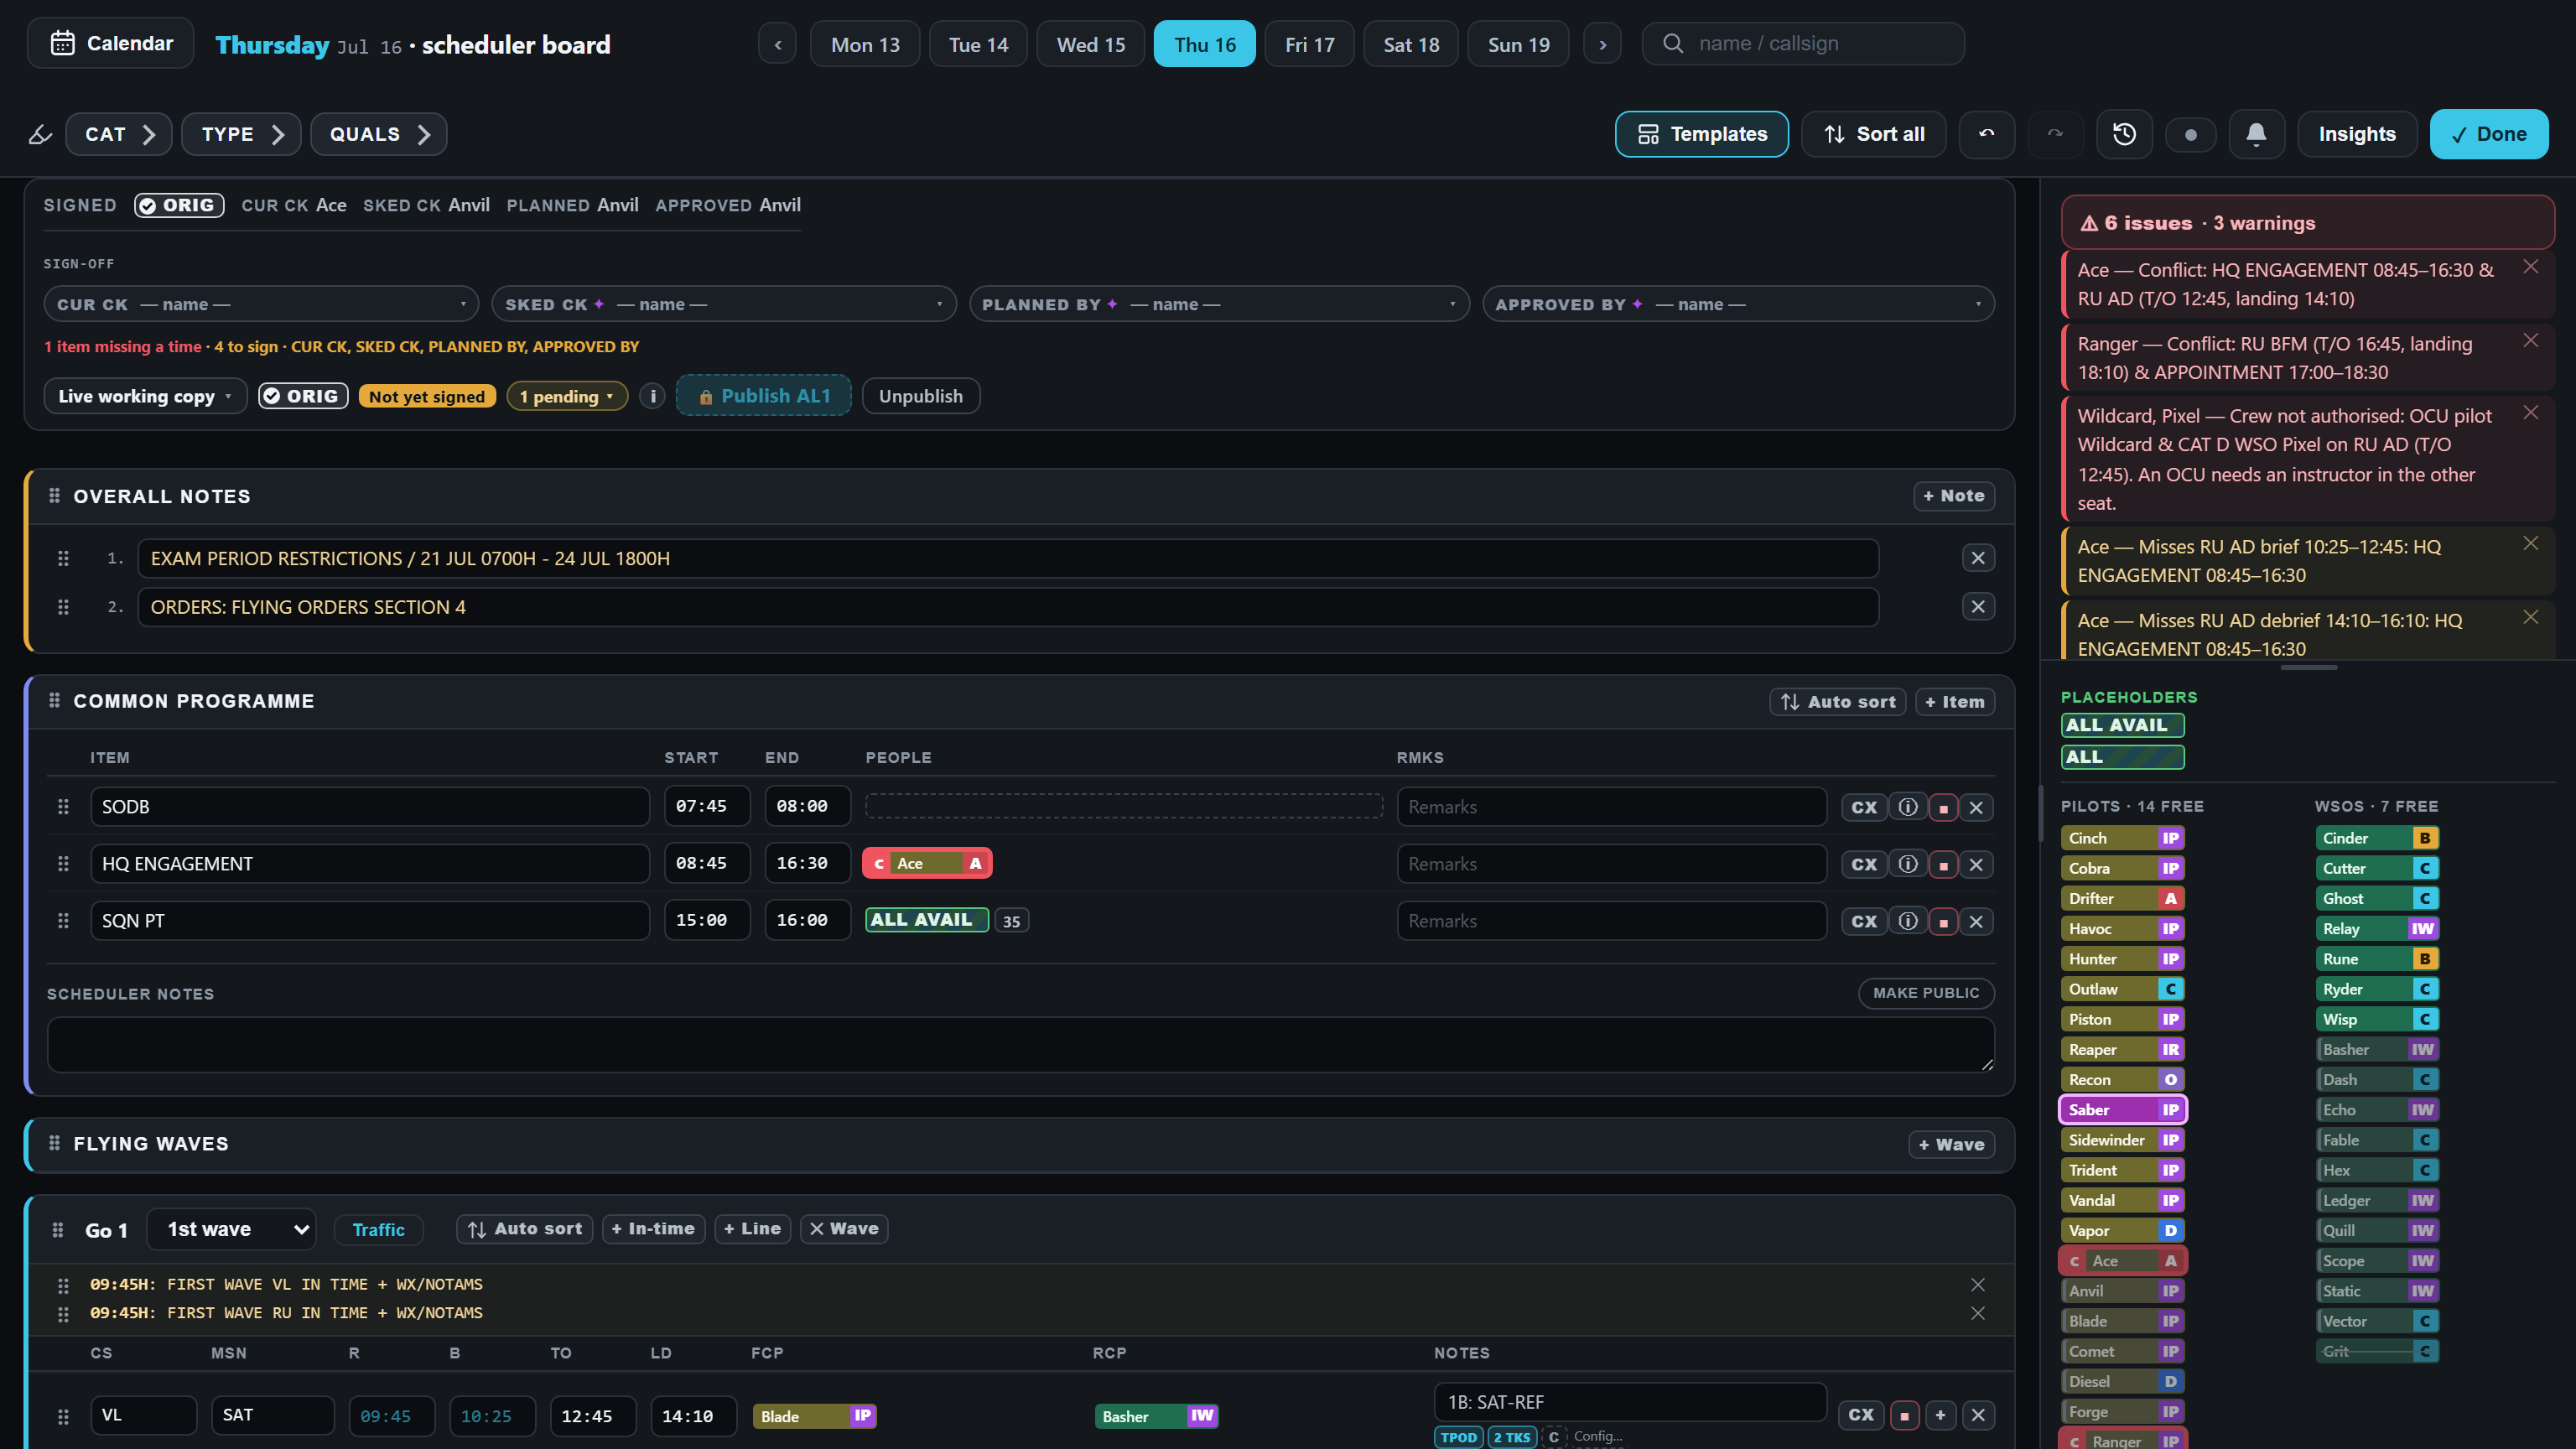 Calendar
Thursday Jul 16 · scheduler board
‹ Mon 13 Tue 14 Wed 15 Thu 16 Fri 17 Sat 18 Sun 19 ›
name / callsign
CAT TYPE QUALS
Templates Sort all Insights ✓ Done
SIGNED ORIG CUR CK Ace SKED CK Anvil PLANNED Anvil APPROVED Anvil
SIGN-OFF
CUR CK — name — SKED CK ✦ — name — PLANNED BY ✦ — name — APPROVED BY ✦ — name —
1 item missing a time · 4 to sign · CUR CK, SKED CK, PLANNED BY, APPROVED BY
Live working copy ORIG Not yet signed 1 pending i Publish AL1 Unpublish
OVERALL NOTES + Note
1. EXAM PERIOD RESTRICTIONS / 21 JUL 0700H - 24 JUL 1800H
2. ORDERS: FLYING ORDERS SECTION 4
COMMON PROGRAMME Auto sort + Item
ITEM START END PEOPLE RMKS
SODB 07:45 08:00 Remarks CX
HQ ENGAGEMENT 08:45 16:30 c Ace A Remarks CX
SQN PT 15:00 16:00 ALL AVAIL 35 Remarks CX
SCHEDULER NOTES MAKE PUBLIC
FLYING WAVES + Wave
Go 1 1st wave Traffic Auto sort + In-time + Line ✕ Wave
09:45H: FIRST WAVE VL IN TIME + WX/NOTAMS
09:45H: FIRST WAVE RU IN TIME + WX/NOTAMS
CS MSN R B TO LD FCP RCP NOTES
VL SAT 09:45 10:25 12:45 14:10 Blade IP Basher IW 1B: SAT-REF CX
TPOD 2 TKS C Config...
⚠ 6 issues · 3 warnings
Ace — Conflict: HQ ENGAGEMENT 08:45–16:30 &
RU AD (T/O 12:45, landing 14:10)
Ranger — Conflict: RU BFM (T/O 16:45, landing
18:10) & APPOINTMENT 17:00–18:30
Wildcard, Pixel — Crew not authorised: OCU pilot
Wildcard & CAT D WSO Pixel on RU AD (T/O
12:45). An OCU needs an instructor in the other
seat.
Ace — Misses RU AD brief 10:25–12:45: HQ
ENGAGEMENT 08:45–16:30
Ace — Misses RU AD debrief 14:10–16:10: HQ
ENGAGEMENT 08:45–16:30
PLACEHOLDERS
ALL AVAIL
ALL
PILOTS · 14 FREE WSOS · 7 FREE
Cinch IP Cinder B
Cobra IP Cutter C
Drifter A Ghost C
Havoc IP Relay IW
Hunter IP Rune B
Outlaw C Ryder C
Piston IP Wisp C
Reaper IR Basher IW
Recon O Dash C
Saber IP Echo IW
Sidewinder IP Fable C
Trident IP Hex C
Vandal IP Ledger IW
Vapor D Quill IW
c Ace A Scope IW
Anvil IP Static IW
Blade IP Vector C
Comet IP Grit C
Diesel D
Forge IP
c Ranger IP